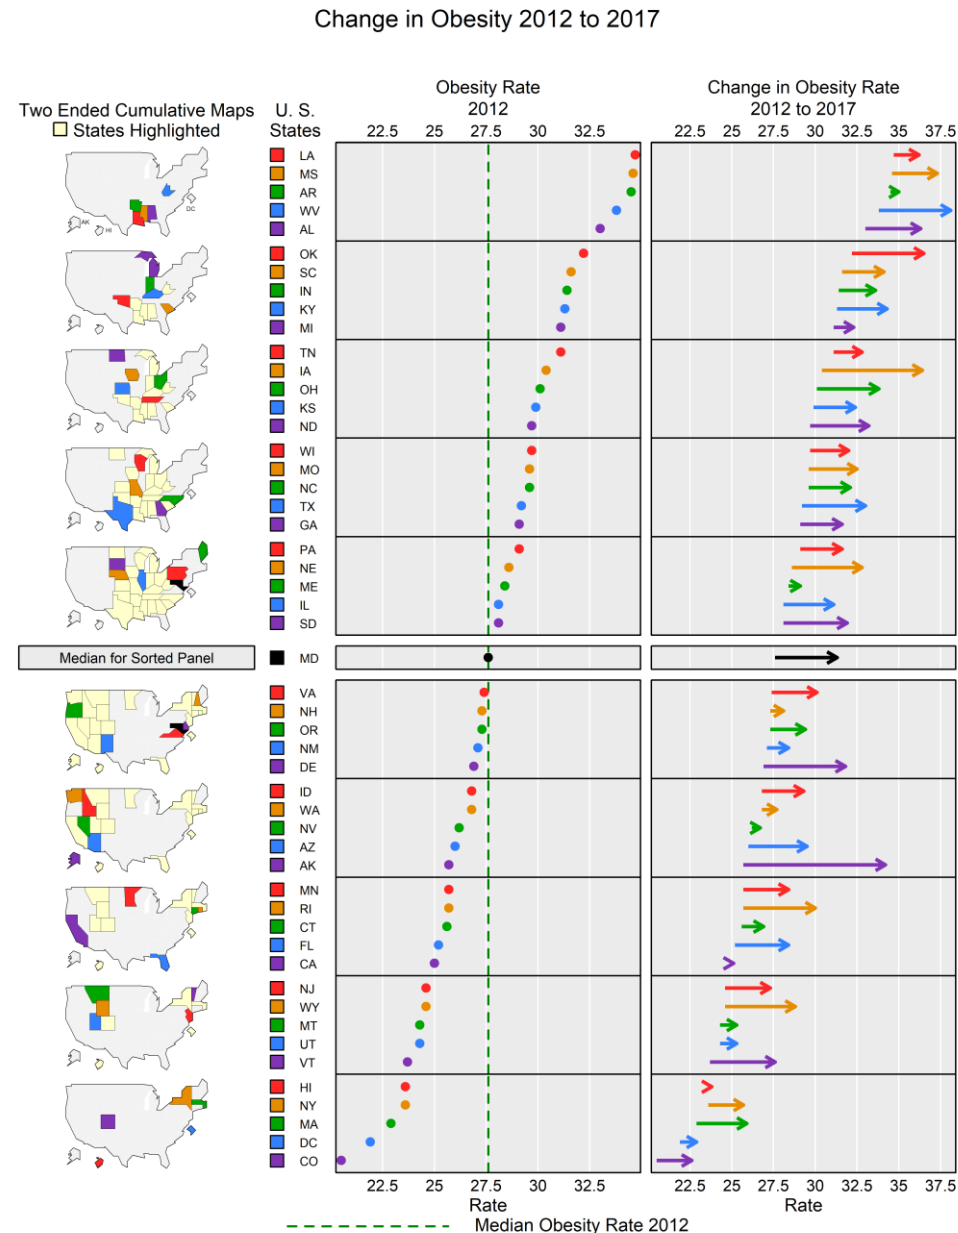 Change in Obesity 2012 to 2017
Two Ended Cumulative Maps
States Highlighted
U. S.
States
Obesity Rate
2012
Change in Obesity Rate
2012 to 2017
22.5 25 27.5 30 32.5 35
22.5 25 27.5 30 32.5 35 37.5
AK
HI
DC
LA
MS
AR
WV
AL
OK
SC
IN
KY
MI
TN
IA
OH
KS
ND
WI
MO
NC
TX
GA
PA
NE
ME
IL
SD
Median for Sorted Panel
MD
VA
NH
OR
NM
DE
ID
WA
NV
AZ
AK
MN
RI
CT
FL
CA
NJ
WY
MT
UT
VT
HI
NY
MA
DC
CO
22.5 25 27.5 30 32.5 35
22.5 25 27.5 30 32.5 35 37.5
Rate
Rate
Median Obesity Rate 2012